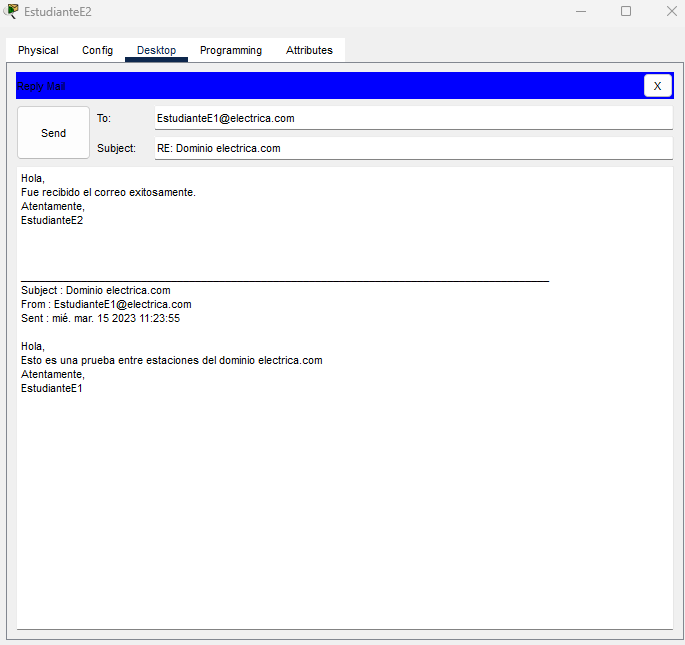 EstudianteE2
Physical Config Desktop Programming Attributes
Reply Mail X
Send
To: EstudianteE1@electrica.com
Subject: RE: Dominio electrica.com
Hola,
Fue recibido el correo exitosamente.
Atentamente,
EstudianteE2
Subject : Dominio electrica.com
From : EstudianteE1@electrica.com
Sent : mié. mar. 15 2023 11:23:55
Hola,
Esto es una prueba entre estaciones del dominio electrica.com
Atentamente,
EstudianteE1